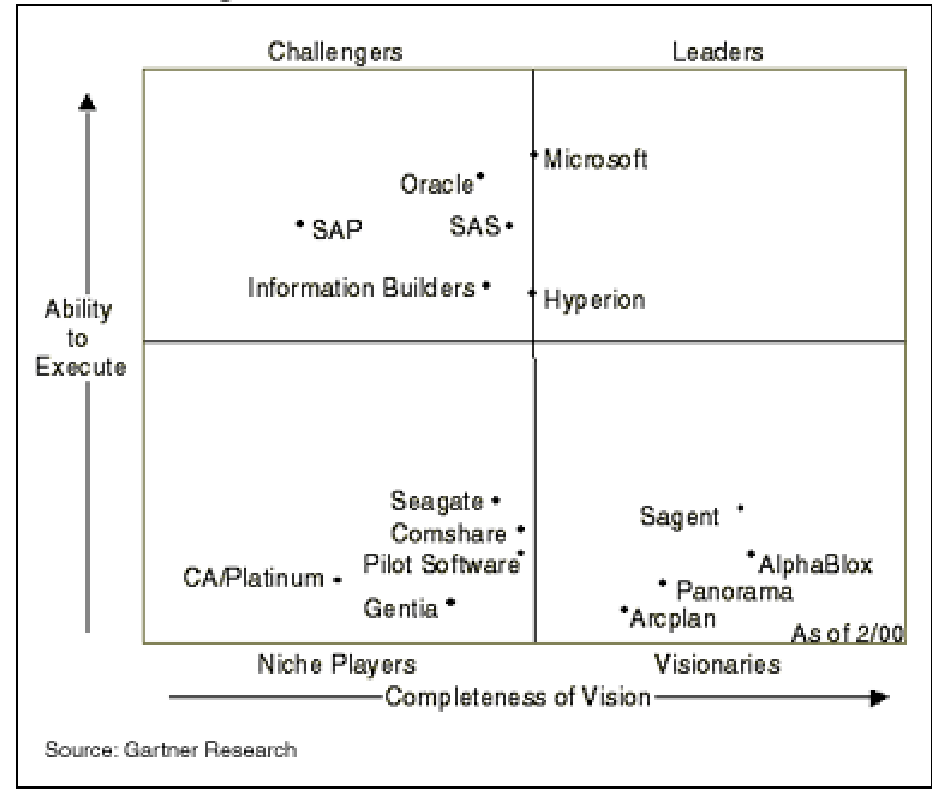 Challengers
Leaders
Microsoft
Oracle
SAP
SAS
Information Builders
Hyperion
Ability
to
Execute
Seagate
Comshare
Pilot Software
CA/Platinum
Gentia
Sagent
AlphaBlox
Panorama
Arcplan
As of 2/00
Niche Players
Visionaries
Completeness of Vision
Source: Gartner Research